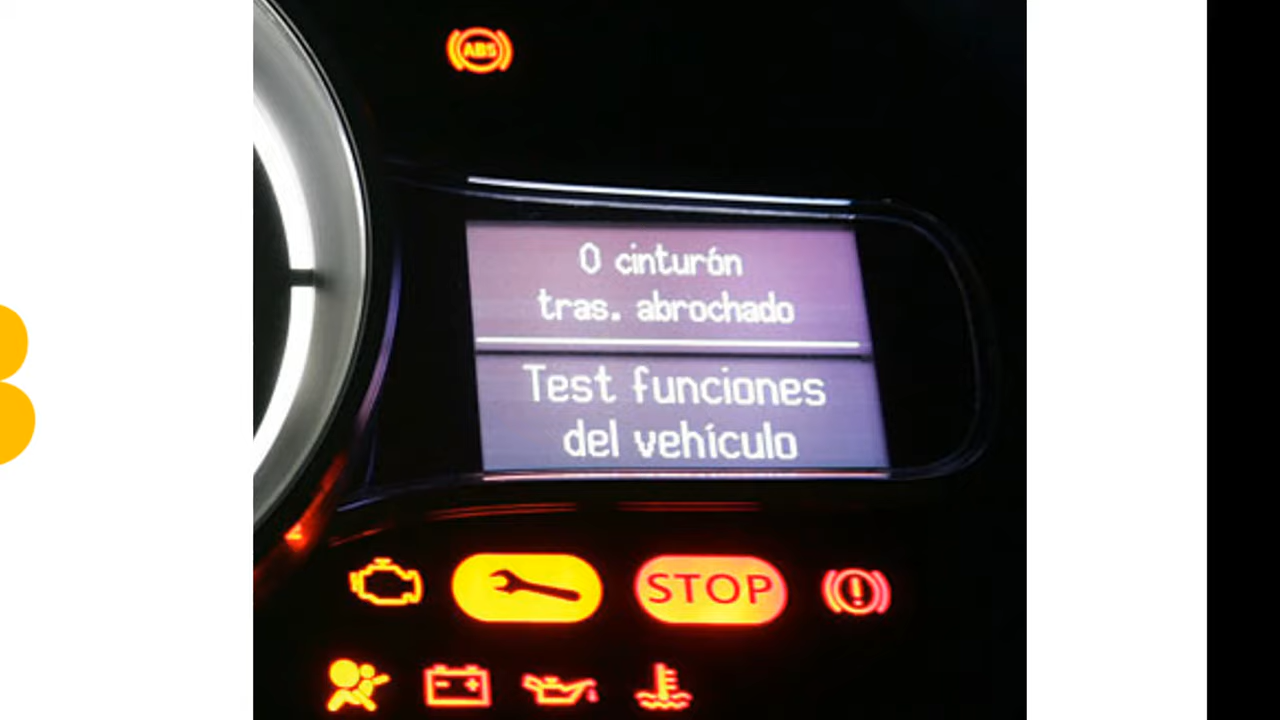 ABS
0 cinturón
tras. abrochado
Test funciones
del vehículo
STOP